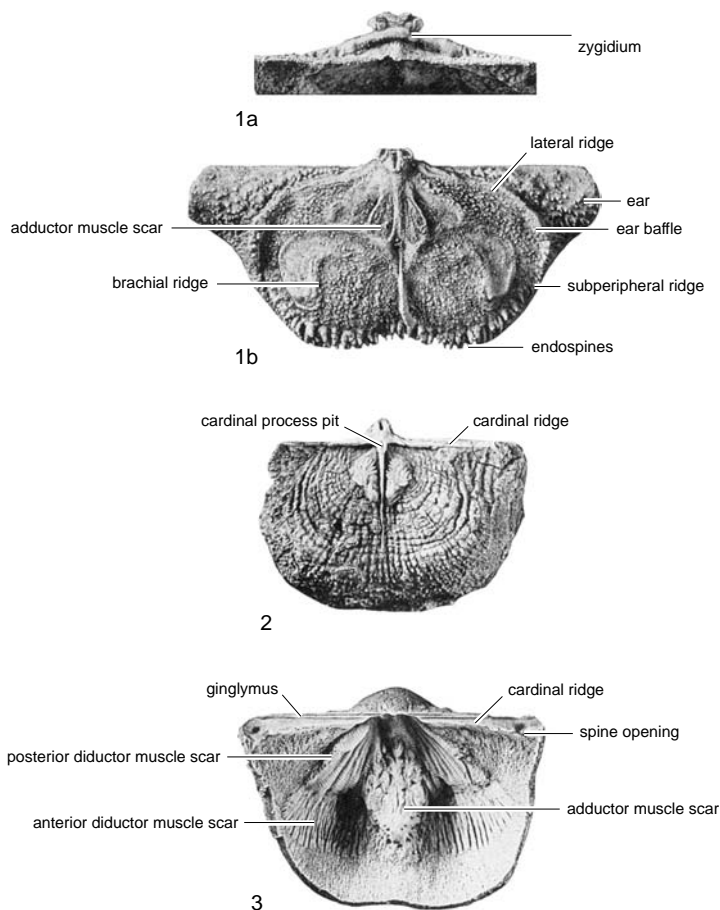 zygidium
1a
lateral ridge
ear
adductor muscle scar
ear baffle
brachial ridge
subperipheral ridge
endospines
1b
cardinal process pit
cardinal ridge
2
ginglymus
cardinal ridge
spine opening
posterior diductor muscle scar
adductor muscle scar
anterior diductor muscle scar
3